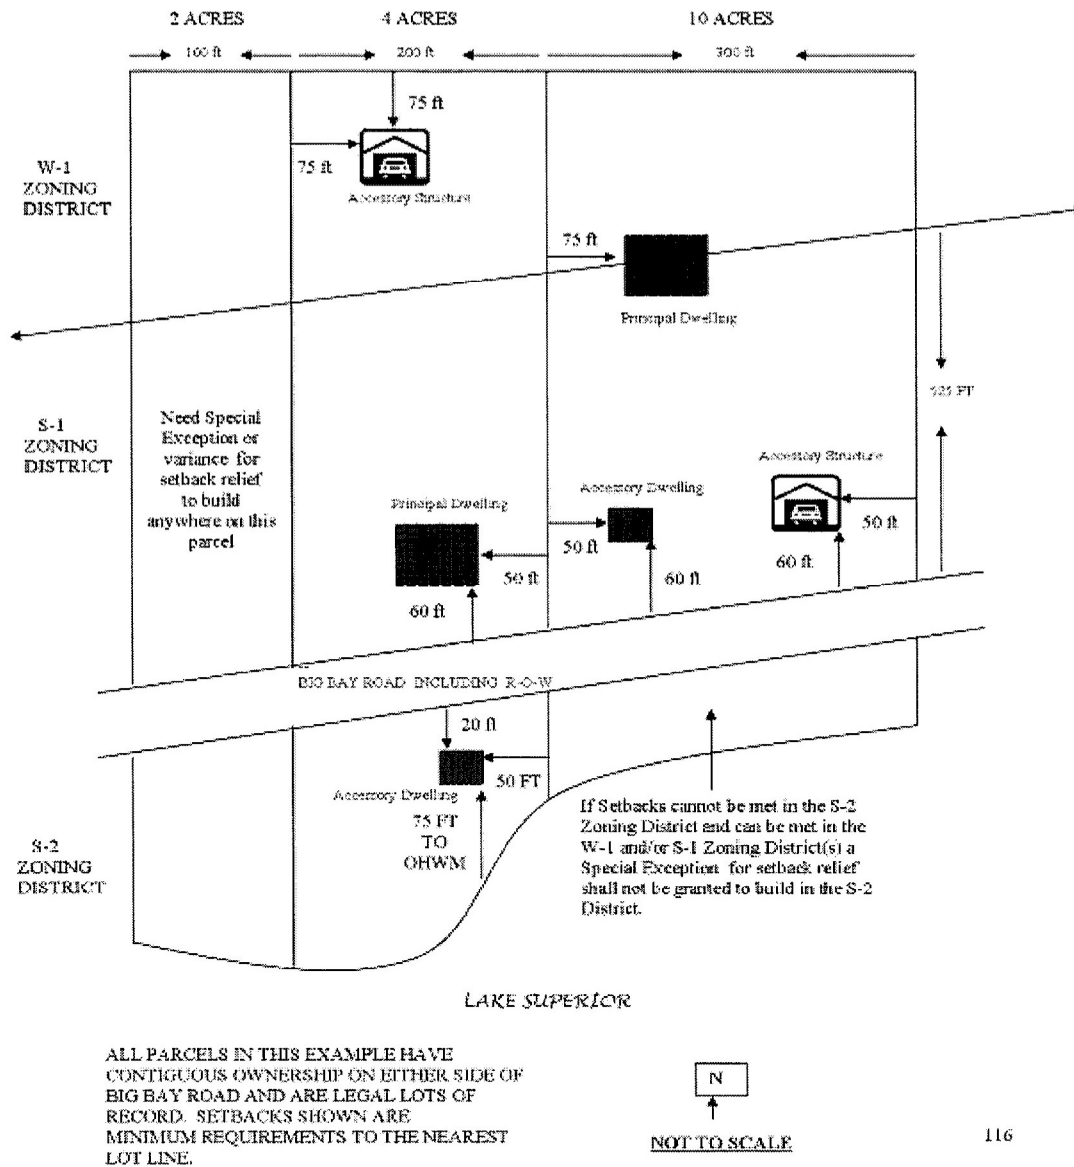 2 ACRES
4 ACRES
10 ACRES
100 ft
200 ft
300 ft
75 ft
75 ft
Accessory Structure
W-1
ZONING
DISTRICT
75 ft
Principal Dwelling
525 FT
S-1
ZONING
DISTRICT
Need Special
Exception or
variance for
setback relief
to build
anywhere on this
parcel
Principal Dwelling
50 ft
60 ft
Accessory Dwelling
50 ft
60 ft
Accessory Structure
50 ft
60 ft
BIG BAY ROAD INCLUDING R-O-W
20 ft
50 FT
Accessory Dwelling
75 FT
TO
OHWM
S-2
ZONING
DISTRICT
If Setbacks cannot be met in the S-2
Zoning District and can be met in the
W-1 and/or S-1 Zoning District(s) a
Special Exception for setback relief
shall not be granted to build in the S-2
District.
LAKE SUPERIOR
ALL PARCELS IN THIS EXAMPLE HAVE
CONTIGUOUS OWNERSHIP ON EITHER SIDE OF
BIG BAY ROAD AND ARE LEGAL LOTS OF
RECORD. SETBACKS SHOWN ARE
MINIMUM REQUIREMENTS TO THE NEAREST
LOT LINE.
N
NOT TO SCALE
116